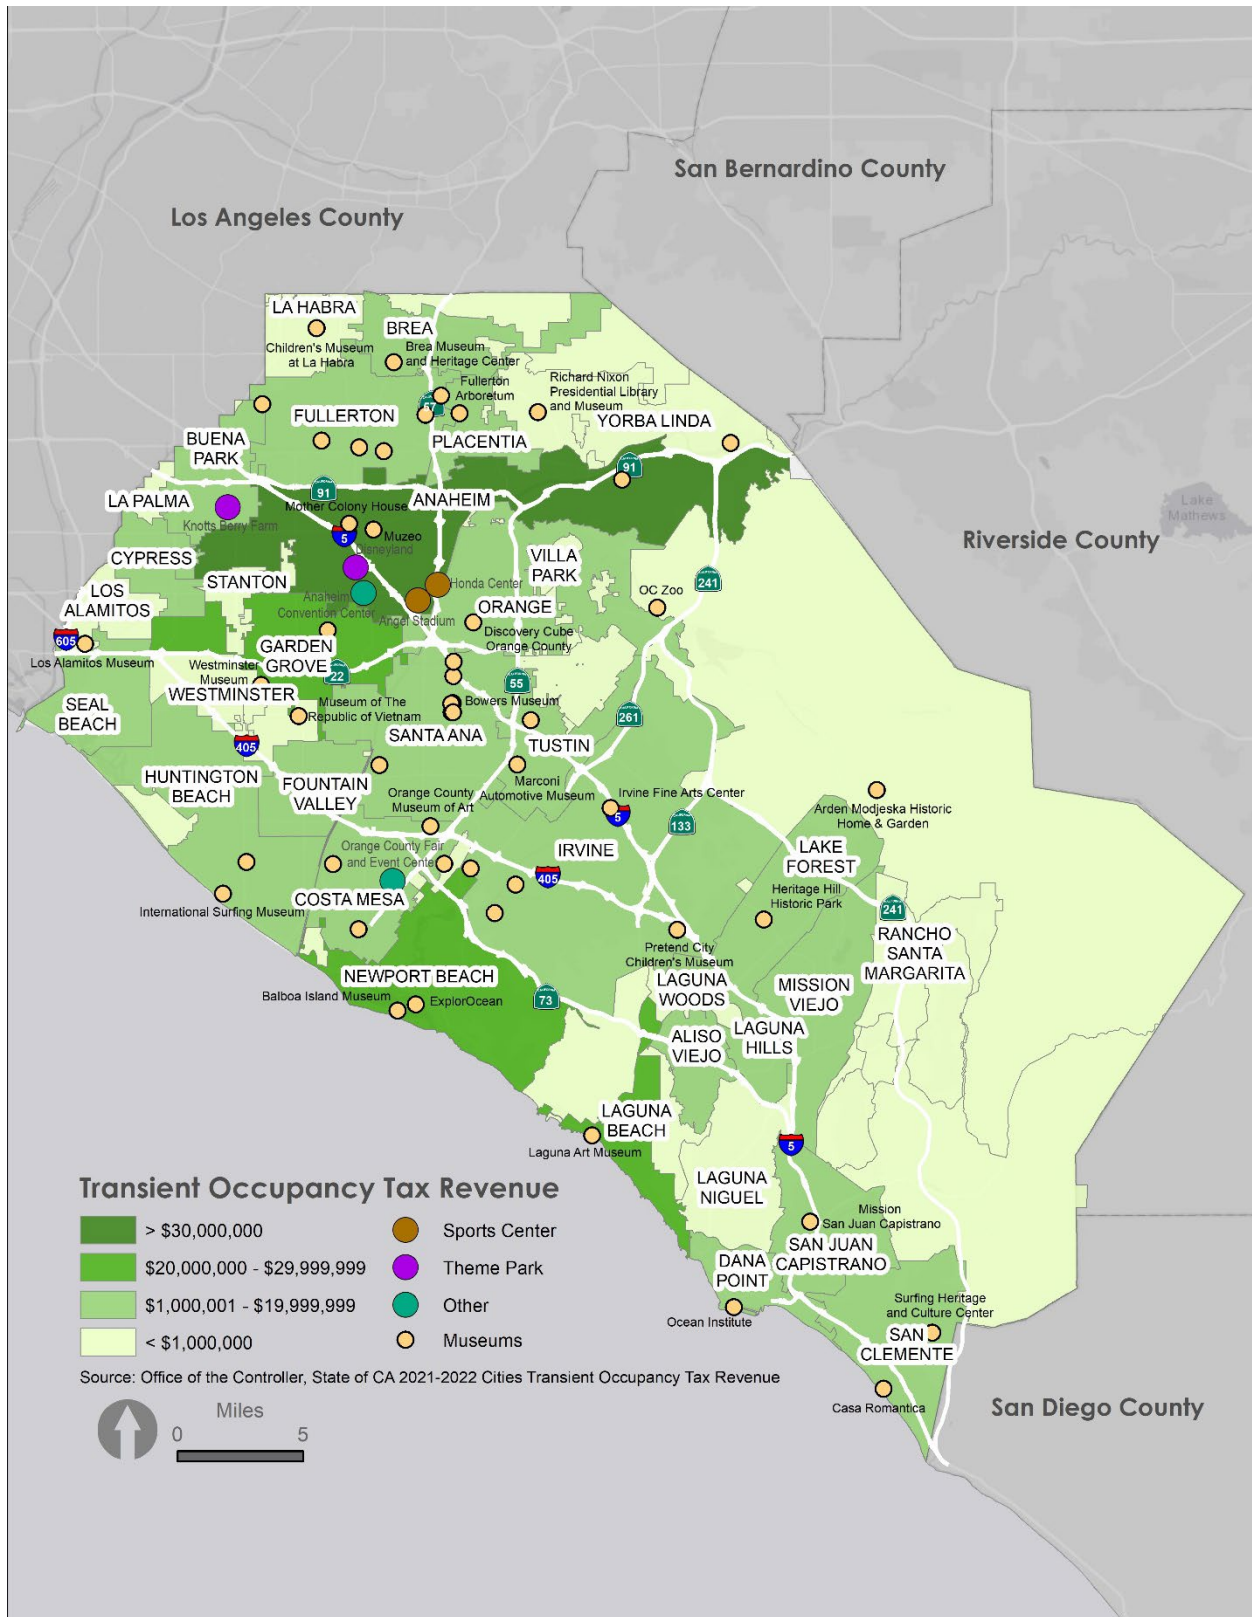 San Bernardino County
Los Angeles County
LA HABRA
Children's Museum
at La Habra
BREA
Brea Museum
and Heritage Center
Fullerton
Arboretum
57
Richard Nixon
Presidential Library
and Museum
FULLERTON
YORBA LINDA
BUENA
PARK
PLACENTIA
91
91
LA PALMA
Knotts Berry Farm
Mother Colony House
ANAHEIM
Muzeo
5
Disneyland
Lake
Mathews
Riverside County
CYPRESS
VILLA
PARK
STANTON
Honda Center
241
OC Zoo
LOS
ALAMITOS
Anaheim
Convention Center
Angel Stadium
ORANGE
Discovery Cube
Orange County
605
Los Alamitos Museum
GARDEN
GROVE
22
Westminster
Museum
WESTMINSTER
55
SEAL
BEACH
Museum of The
Republic of Vietnam
Bowers Museum
261
SANTA ANA
TUSTIN
405
HUNTINGTON
BEACH
FOUNTAIN
VALLEY
Marconi
Automotive Museum
Orange County
Museum of Art
Irvine Fine Arts Center
5
133
Arden Modjeska Historic
Home & Garden
Orange County Fair
and Event Center
IRVINE
LAKE
FOREST
405
COSTA MESA
Heritage Hill
Historic Park
International Surfing Museum
241
RANCHO
SANTA
MARGARITA
Pretend City
Children's Museum
NEWPORT BEACH
Balboa Island Museum
ExplorOcean
73
LAGUNA
WOODS
MISSION
VIEJO
LAGUNA
HILLS
ALISO
VIEJO
LAGUNA
BEACH
Laguna Art Museum
5
LAGUNA
NIGUEL
Mission
San Juan Capistrano
SAN JUAN
CAPISTRANO
DANA
POINT
Ocean Institute
Surfing Heritage
and Culture Center
SAN
CLEMENTE
Casa Romantica
San Diego County
Transient Occupancy Tax Revenue
> $30,000,000
$20,000,000 - $29,999,999
$1,000,001 - $19,999,999
< $1,000,000
Sports Center
Theme Park
Other
Museums
Source: Office of the Controller, State of CA 2021-2022 Cities Transient Occupancy Tax Revenue
Miles
0 5